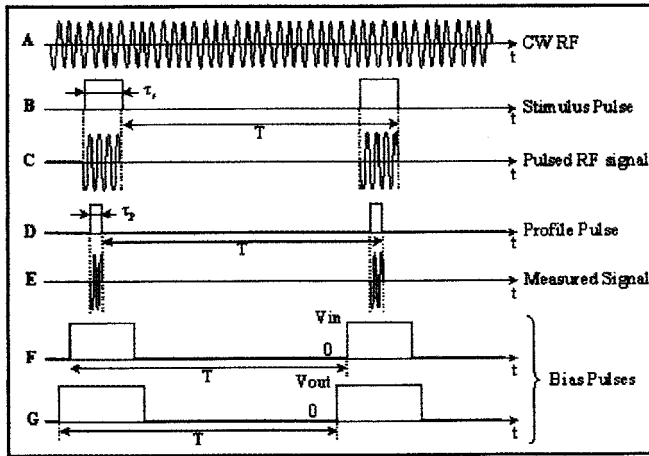 A CW RF
t
τs
B Stimulus Pulse
T t
C Pulsed RF signal
t
τp
D Profile Pulse
T t
E Measured Signal
t
Vin
F 0
T t
Vout Bias Pulses
G 0
T t